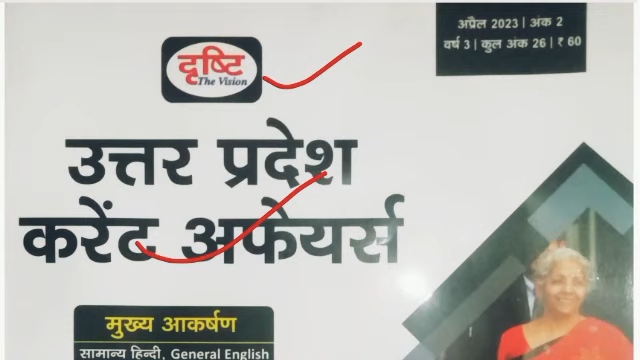 अप्रैल 2023 | अंक 2
वर्ष 3 | कुल अंक 26 | ₹ 60
दृष्टि
The Vision
उत्तर प्रदेश
करेंट अफेयर्स
मुख्य आकर्षण
सामान्य हिन्दी, General English